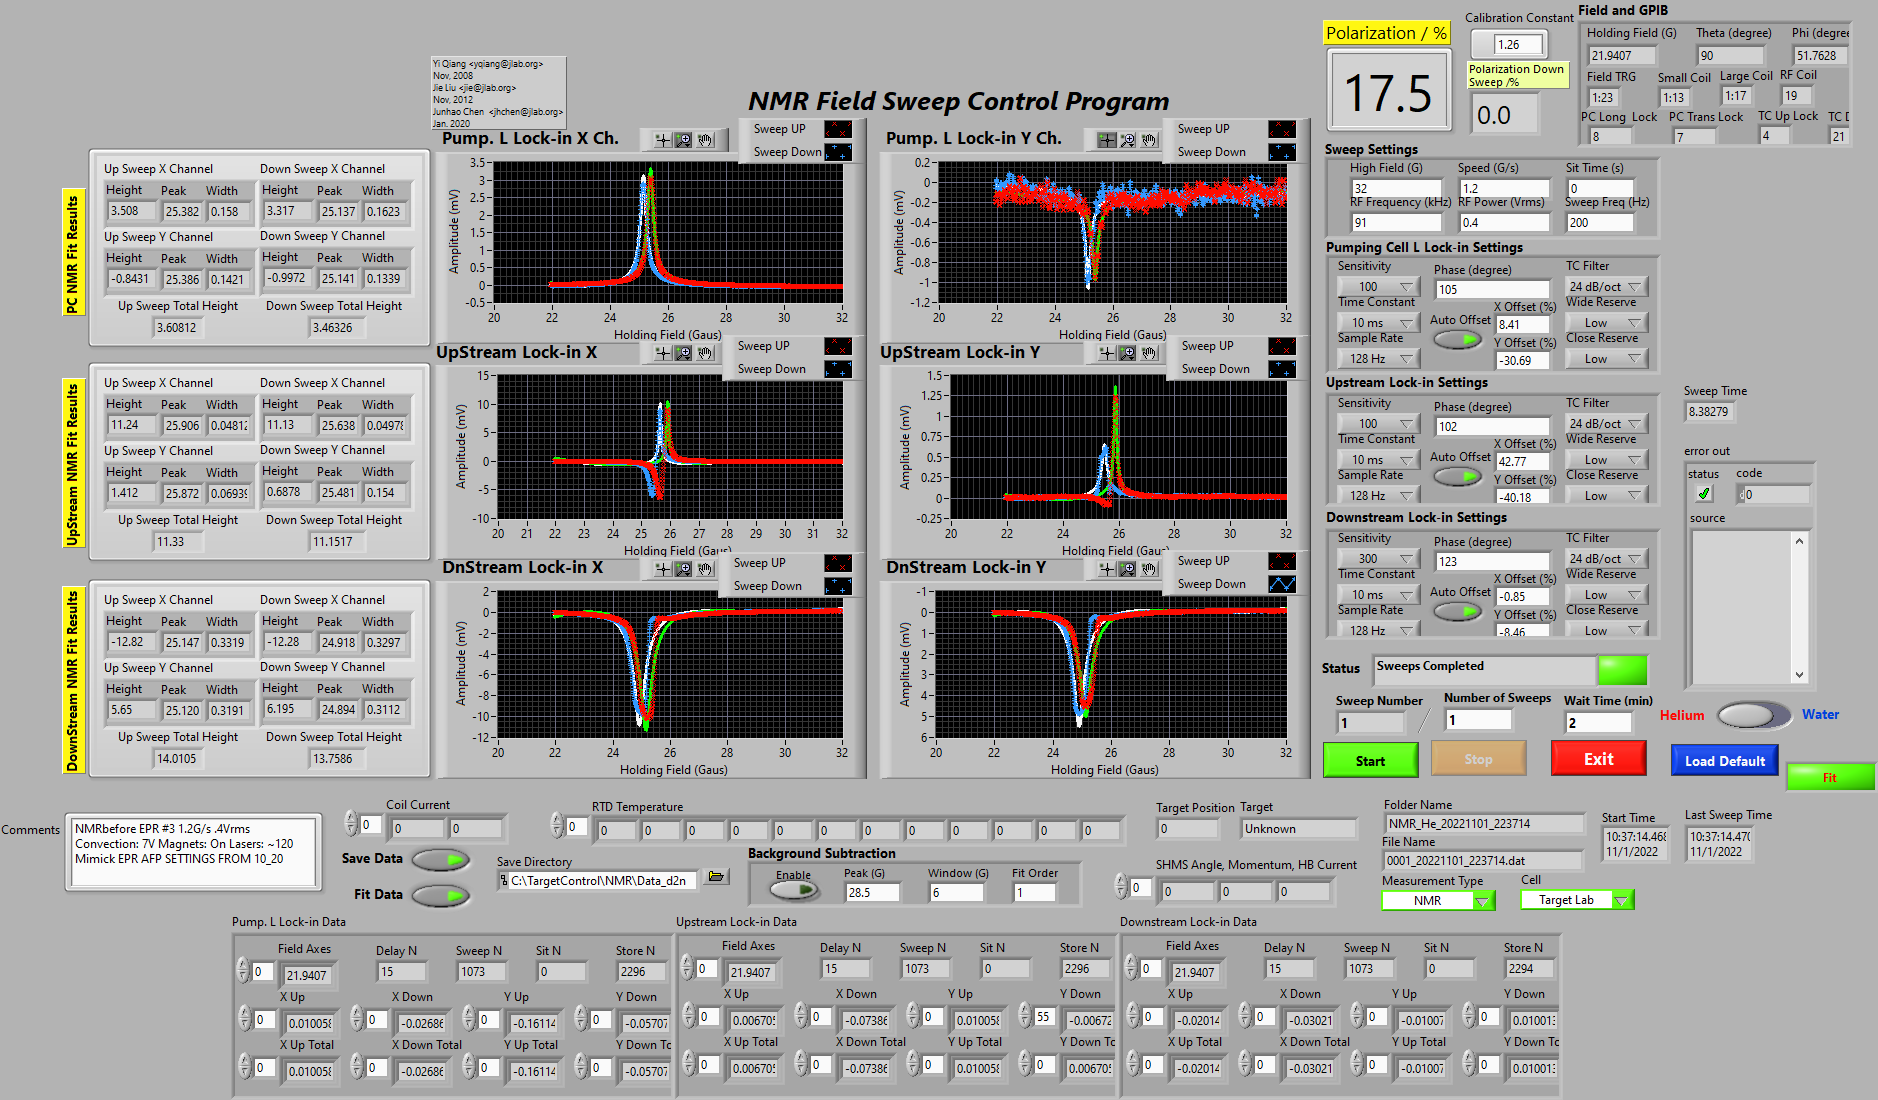 Yi Qiang <yqiang@jlab.org>
Nov, 2008
Jie Liu <jie@jlab.org>
Nov, 2012
Junhao Chen <jhchen@jlab.org>
Jan. 2020
NMR Field Sweep Control Program
Polarization / %
17.5
Calibration Constant
1.26
Polarization Down
Sweep /%
0.0
Field and GPIB
Holding Field (G) Theta (degree) Phi (degree
21.9407 90 51.7628
Field TRG Small Coil Large Coil RF Coil
1:23 1:13 1:17 19
PC Long Lock PC Trans Lock TC Up Lock TC D
8 7 4 21
PC NMR Fit Results
Up Sweep X Channel Down Sweep X Channel
Height Peak Width Height Peak Width
3.508 25.382 0.158 3.317 25.137 0.1623
Up Sweep Y Channel Down Sweep Y Channel
Height Peak Width Height Peak Width
-0.8431 25.386 0.1421 -0.9972 25.141 0.1339
Up Sweep Total Height Down Sweep Total Height
3.60812 3.46326
Pump. L Lock-in X Ch.
Sweep UP
Sweep Down
Amplitude (mV)
3.5
3
2.5
2
1.5
1
0.5
0
-0.5
20 22 24 26 28 30 32
Holding Field (Gaus)
Pump. L Lock-in Y Ch.
Sweep UP
Sweep Down
Amplitude (mV)
0.2
0
-0.2
-0.4
-0.6
-0.8
-1
-1.2
20 22 24 26 28 30 32
Holding Field (Gaus)
Sweep Settings
High Field (G) Speed (G/s) Sit Time (s)
32 1.2 0
RF Frequency (kHz) RF Power (Vrms) Sweep Freq (Hz)
91 0.4 200
Pumping Cell L Lock-in Settings
Sensitivity Phase (degree) TC Filter
100 105 24 dB/oct
Time Constant X Offset (%) Wide Reserve
10 ms Auto Offset 8.41 Low
Sample Rate Y Offset (%) Close Reserve
128 Hz -30.69 Low
UpStream NMR Fit Results
Up Sweep X Channel Down Sweep X Channel
Height Peak Width Height Peak Width
11.24 25.906 0.04812 11.13 25.638 0.04978
Up Sweep Y Channel Down Sweep Y Channel
Height Peak Width Height Peak Width
1.412 25.872 0.06939 0.6878 25.481 0.154
Up Sweep Total Height Down Sweep Total Height
11.33 11.1517
UpStream Lock-in X
Sweep UP
Sweep Down
Amplitude (mV)
15
10
5
0
-5
-10
20 21 22 23 24 25 26 27 28 29 30 31 32
Holding Field (Gaus)
UpStream Lock-in Y
Sweep UP
Sweep Down
Amplitude (mV)
1.5
1.25
1
0.75
0.5
0.25
0
-0.25
20 22 24 26 28 30 32
Holding Field (Gaus)
Upstream Lock-in Settings
Sensitivity Phase (degree) TC Filter
100 102 24 dB/oct
Time Constant X Offset (%) Wide Reserve
10 ms Auto Offset 42.77 Low
Sample Rate Y Offset (%) Close Reserve
128 Hz -40.18 Low
Sweep Time
8.38279
error out
status code
0
source
DownStream NMR Fit Results
Up Sweep X Channel Down Sweep X Channel
Height Peak Width Height Peak Width
-12.82 25.147 0.3319 -12.28 24.918 0.3297
Up Sweep Y Channel Down Sweep Y Channel
Height Peak Width Height Peak Width
5.65 25.120 0.3191 6.195 24.894 0.3112
Up Sweep Total Height Down Sweep Total Height
14.0105 13.7586
DnStream Lock-in X
Sweep UP
Sweep Down
Amplitude (mV)
2
0
-2
-4
-6
-8
-10
-12
20 22 24 26 28 30 32
Holding Field (Gaus)
DnStream Lock-in Y
Sweep UP
Sweep Down
Amplitude (mV)
-1
0
1
2
3
4
5
6
20 22 24 26 28 30 32
Holding Field (Gaus)
Downstream Lock-in Settings
Sensitivity Phase (degree) TC Filter
300 123 24 dB/oct
Time Constant X Offset (%) Wide Reserve
10 ms Auto Offset -0.85 Low
Sample Rate Y Offset (%) Close Reserve
128 Hz -8.46 Low
Status Sweeps Completed
Sweep Number Number of Sweeps Wait Time (min)
1 / 1 2
Helium Water
Start Stop Exit Load Default Fit
Comments
NMRbefore EPR #3 1.2G/s .4Vrms
Convection: 7V Magnets: On Lasers: ~120
Mimick EPR AFP SETTINGS FROM 10_20
Coil Current
0 0 0
Save Data
Fit Data
RTD Temperature
0 0 0 0 0 0 0 0 0 0 0 0 0
Save Directory
C:\TargetControl\NMR\Data_d2n
Background Subtraction
Enable Peak (G) Window (G) Fit Order
28.5 6 1
Target Position Target
0 Unknown
SHMS Angle, Momentum, HB Current
0 0 0 0
Folder Name
NMR_He_20221101_223714
File Name
0001_20221101_223714.dat
Measurement Type Cell
NMR Target Lab
Start Time Last Sweep Time
10:37:14.468 10:37:14.470
11/1/2022 11/1/2022
Pump. L Lock-in Data
Field Axes Delay N Sweep N Sit N Store N
0 21.9407 15 1073 0 2296
X Up X Down Y Up Y Down
0 0.010058 0 -0.02686 0 -0.16114 0 -0.05707
X Up Total X Down Total Y Up Total Y Down To
0 0.010058 0 -0.02686 0 -0.16114 0 -0.05707
Upstream Lock-in Data
Field Axes Delay N Sweep N Sit N Store N
0 21.9407 15 1073 0 2296
X Up X Down Y Up Y Down
0 0.006705 0 -0.07386 0 0.010058 55 -0.00672
X Up Total X Down Total Y Up Total Y Down To
0 0.006705 0 -0.07386 0 0.010058 0 0.006705
Downstream Lock-in Data
Field Axes Delay N Sweep N Sit N Store N
0 21.9407 15 1073 0 2294
X Up X Down Y Up Y Down
0 -0.02014 0 -0.03021 0 -0.01007 0 0.010013
X Up Total X Down Total Y Up Total Y Down To
0 -0.02014 0 -0.03021 0 -0.01007 0 0.010013